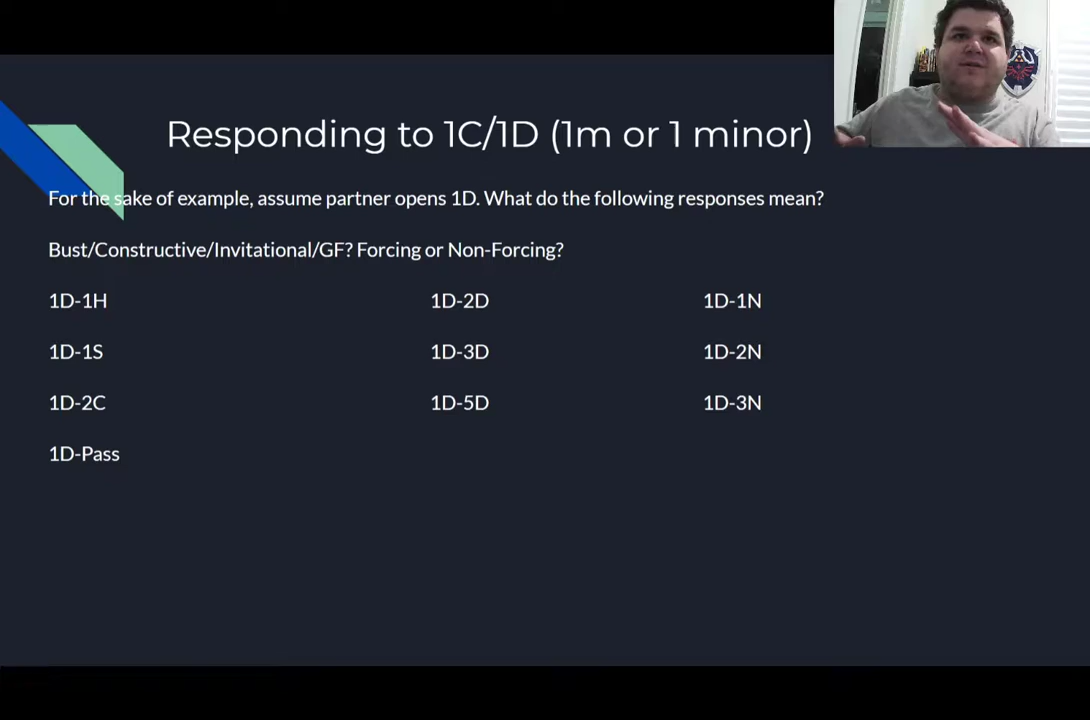 Responding to 1C/1D (1m or 1 minor)
For the sake of example, assume partner opens 1D. What do the following responses mean?
Bust/Constructive/Invitational/GF? Forcing or Non-Forcing?
1D-1H 1D-2D 1D-1N
1D-1S 1D-3D 1D-2N
1D-2C 1D-5D 1D-3N
1D-Pass